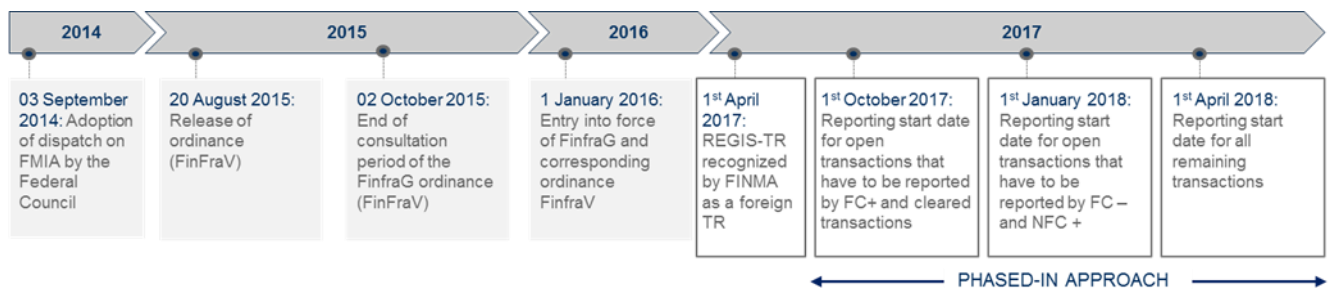 2014
2015
2016
2017
03 September
2014: Adoption
of dispatch on
FMIA by the
Federal
Council
20 August 2015:
Release of
ordinance
(FinFraV)
02 October 2015:
End of
consultation
period of the
FinfraG ordinance
(FinFraV)
1 January 2016:
Entry into force
of FinfraG and
corresponding
ordinance
FinfraV
1st April
2017:
REGIS-TR
recognized
by FINMA
as a foreign
TR
1st October 2017:
Reporting start date
for open
transactions that
have to be reported
by FC+ and cleared
transactions
1st January 2018:
Reporting start
date for open
transactions that
have to be
reported by FC –
and NFC +
1st April 2018:
Reporting start
date for all
remaining
transactions
PHASED-IN APPROACH